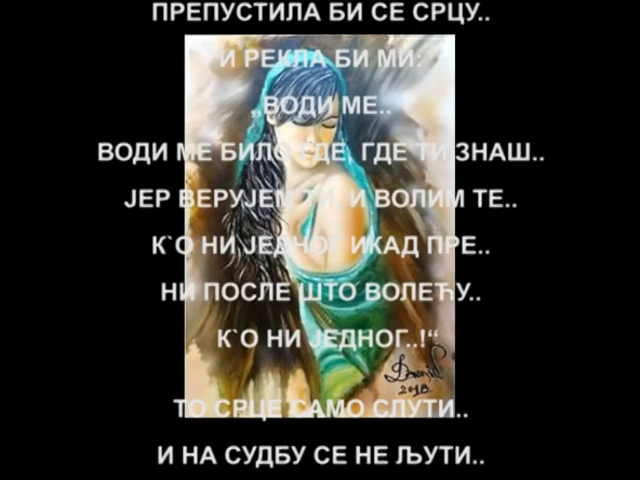 ПРЕПУСТИЛА БИ СЕ СРЦУ..
И РЕКЛА БИ МИ:
„ВОДИ МЕ..
ВОДИ МЕ БИЛО ГДЕ, ГДЕ ТИ ЗНАШ..
ЈЕР ВЕРУЈЕМ ТИ, И ВОЛИМ ТЕ..
К`О НИ ЈЕДНОГ ИКАД ПРЕ..
НИ ПОСЛЕ ШТО ВОЛЕЋУ..
К`О НИ ЈЕДНОГ..!“
2018.
ТО СРЦЕ САМО СЛУТИ..
И НА СУДБУ СЕ НЕ ЉУТИ..